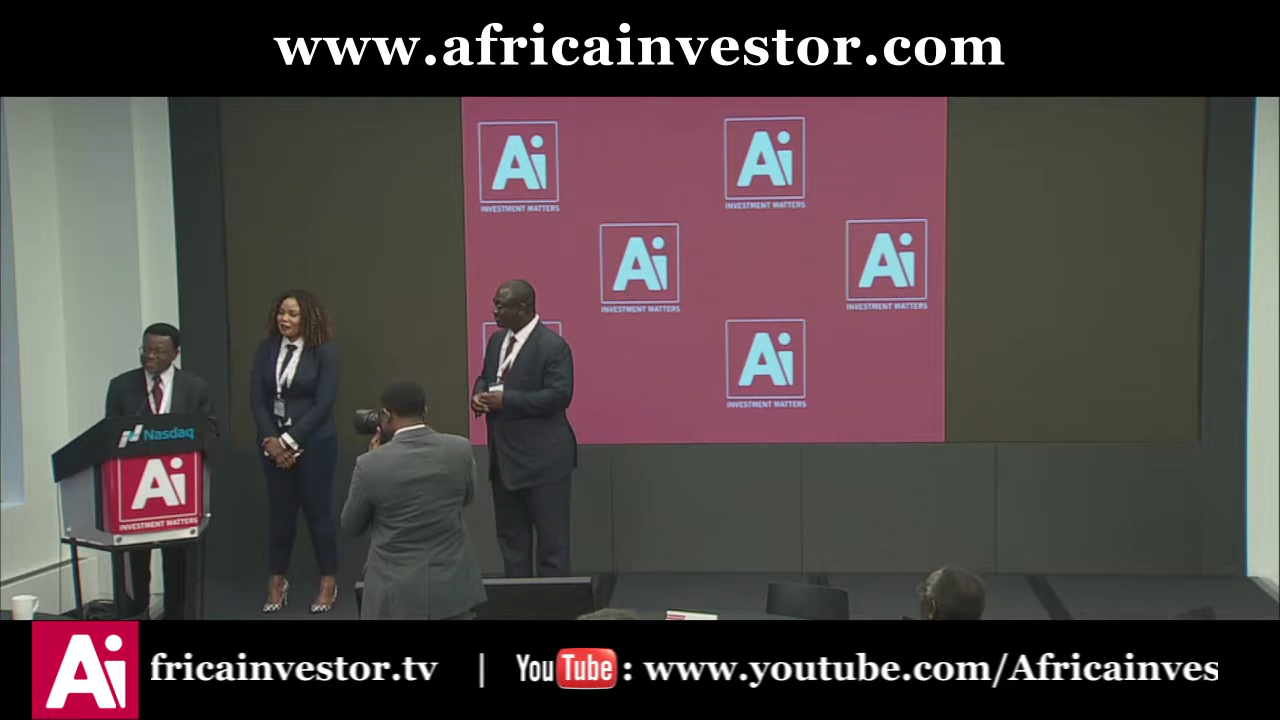 www.africainvestor.com
Ai
INVESTMENT MATTERS
Ai
INVESTMENT MATTERS
Ai
INVESTMENT MATTERS
Ai
INVESTMENT MATTERS
Ai
INVESTMENT MATTERS
Nasdaq
Ai
INVESTMENT MATTERS
Ai fricainvestor.tv | YouTube : www.youtube.com/Africainves